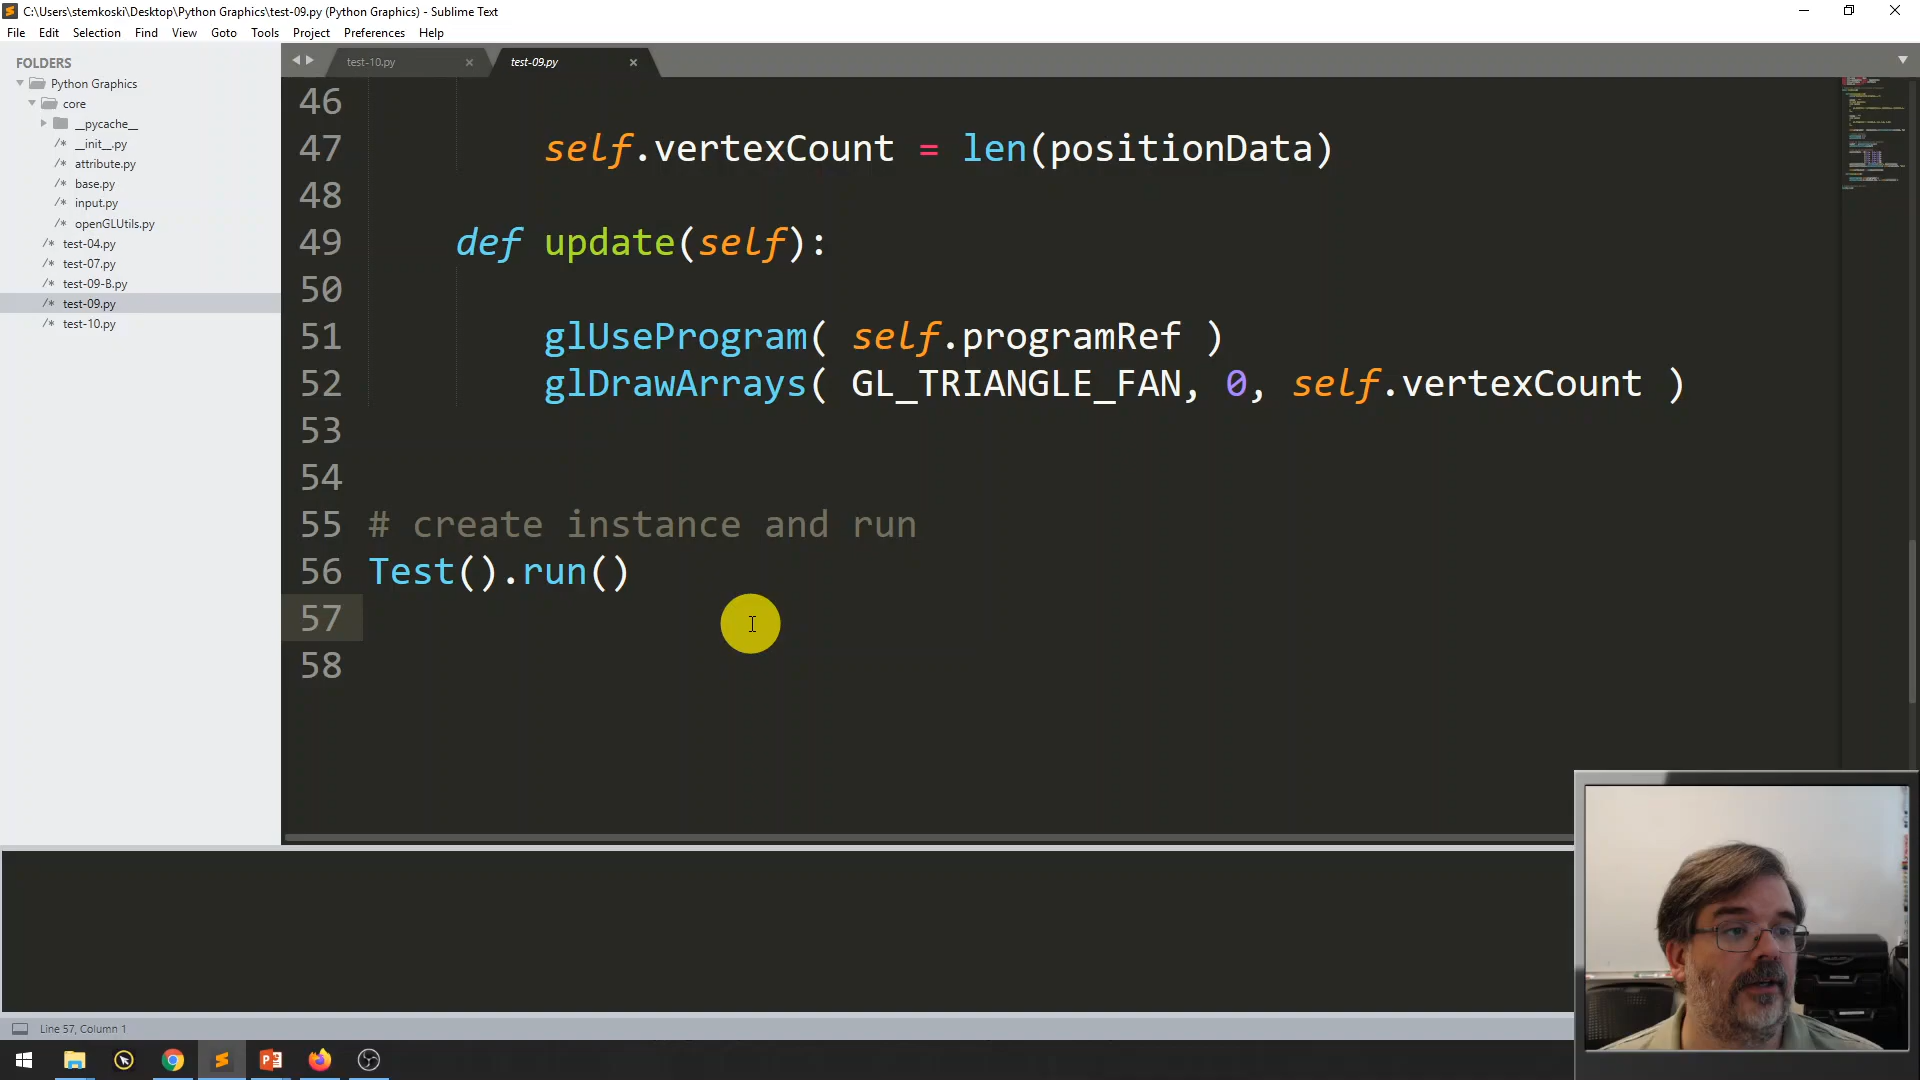 C:\Users\stemkoski\Desktop\Python Graphics\test-09.py (Python Graphics) - Sublime Text
File Edit Selection Find View Goto Tools Project Preferences Help
FOLDERS
Python Graphics
core
__pycache__
/* __init__.py
/* attribute.py
/* base.py
/* input.py
/* openGLUtils.py
/* test-04.py
/* test-07.py
/* test-09-B.py
/* test-09.py
/* test-10.py
test-10.py × test-09.py ×
46
47 self.vertexCount = len(positionData)
48
49 def update(self):
50
51 glUseProgram( self.programRef )
52 glDrawArrays( GL_TRIANGLE_FAN, 0, self.vertexCount )
53
54
55 # create instance and run
56 Test().run()
57
58
Line 57, Column 1